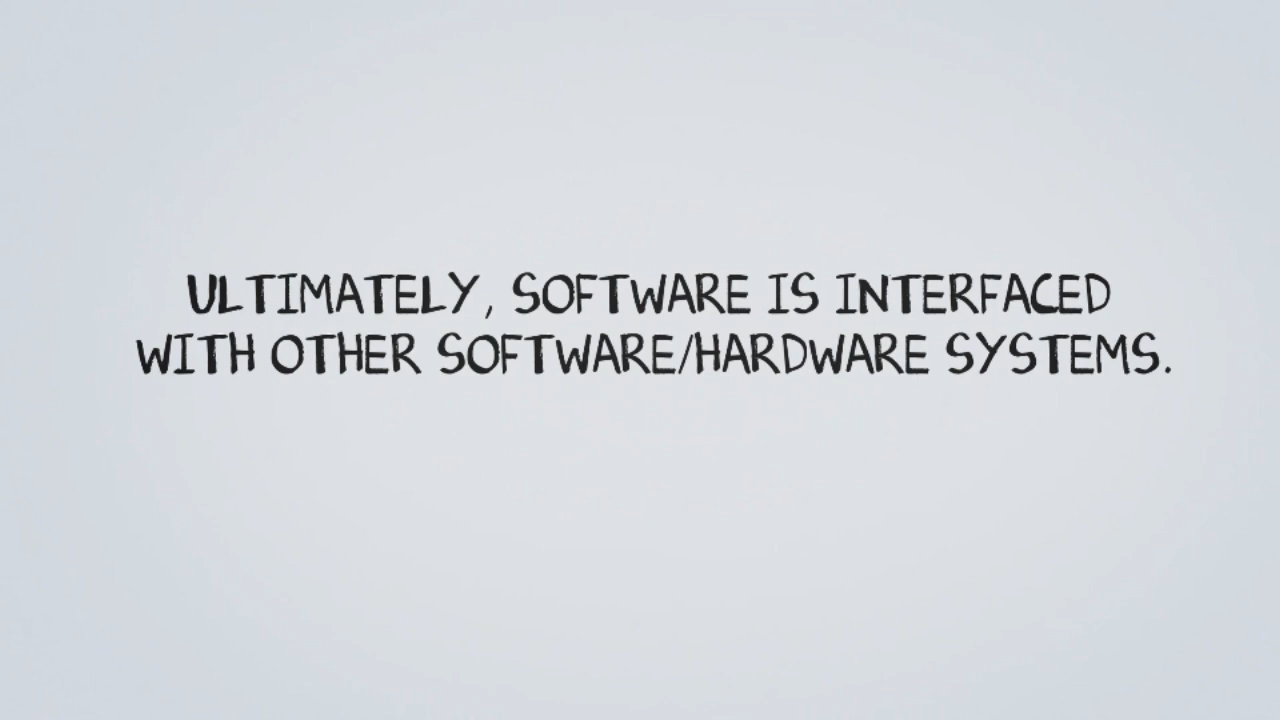 ULTIMATELY, SOFTWARE IS INTERFACED
WITH OTHER SOFTWARE/HARDWARE SYSTEMS.